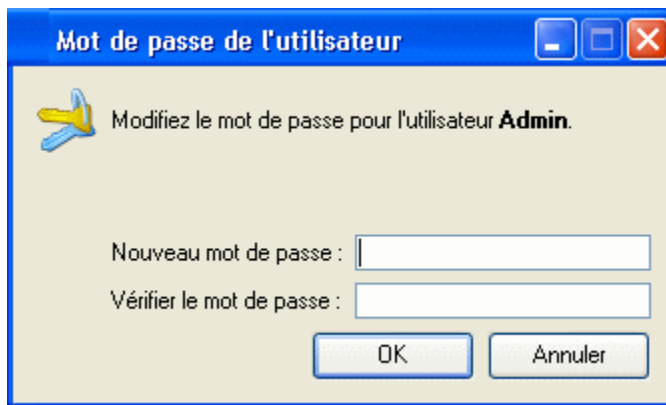 Mot de passe de l'utilisateur
Modifiez le mot de passe pour l'utilisateur Admin.
Nouveau mot de passe :
Vérifier le mot de passe :
OK Annuler